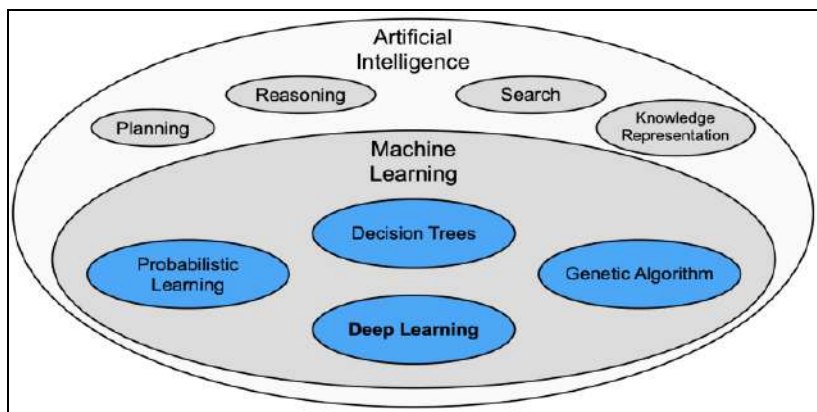 Artificial
Intelligence
Reasoning
Search
Planning
Knowledge
Representation
Machine
Learning
Decision Trees
Probabilistic
Learning
Genetic Algorithm
Deep Learning